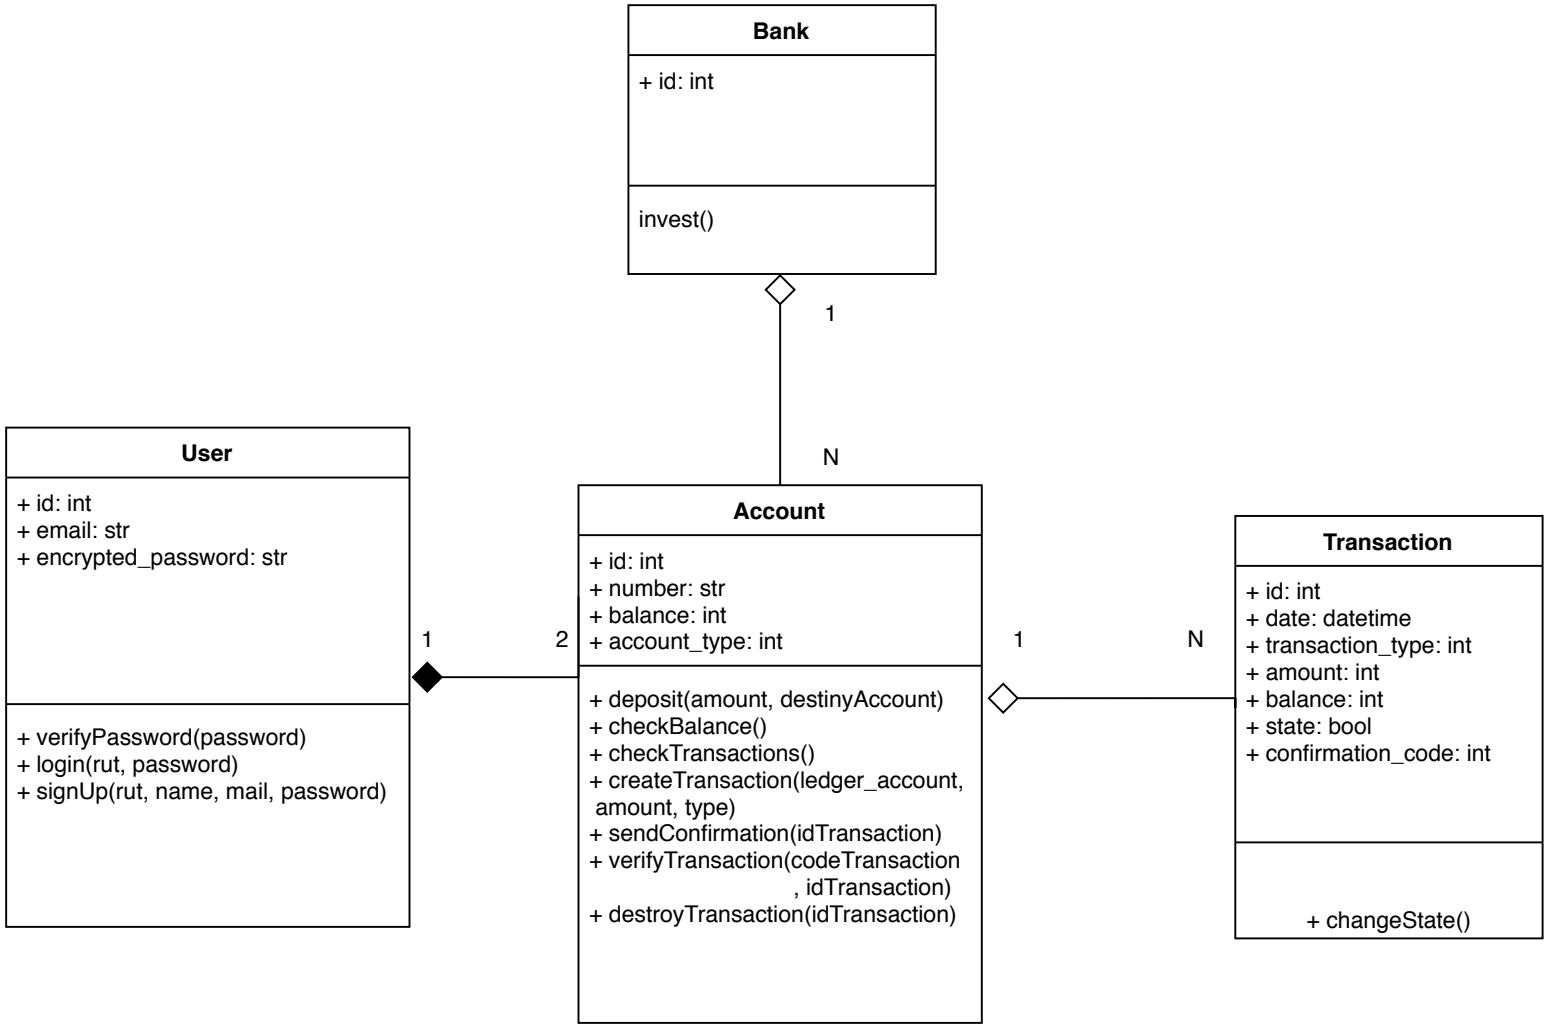 Bank
+ id: int
invest()
1
N
User
+ id: int
+ email: str
+ encrypted_password: str
+ verifyPassword(password)
+ login(rut, password)
+ signUp(rut, name, mail, password)
1
2
Account
+ id: int
+ number: str
+ balance: int
+ account_type: int
+ deposit(amount, destinyAccount)
+ checkBalance()
+ checkTransactions()
+ createTransaction(ledger_account,
amount, type)
+ sendConfirmation(idTransaction)
+ verifyTransaction(codeTransaction
, idTransaction)
+ destroyTransaction(idTransaction)
1
N
Transaction
+ id: int
+ date: datetime
+ transaction_type: int
+ amount: int
+ balance: int
+ state: bool
+ confirmation_code: int
+ changeState()